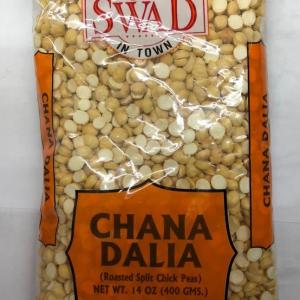 SWAD
IN TOWN
CHANA DALIA
CHANA DALIA
CHANA
DALIA
(Roasted Split Chick Peas)
NET WT. 14 OZ (400 GMS.)